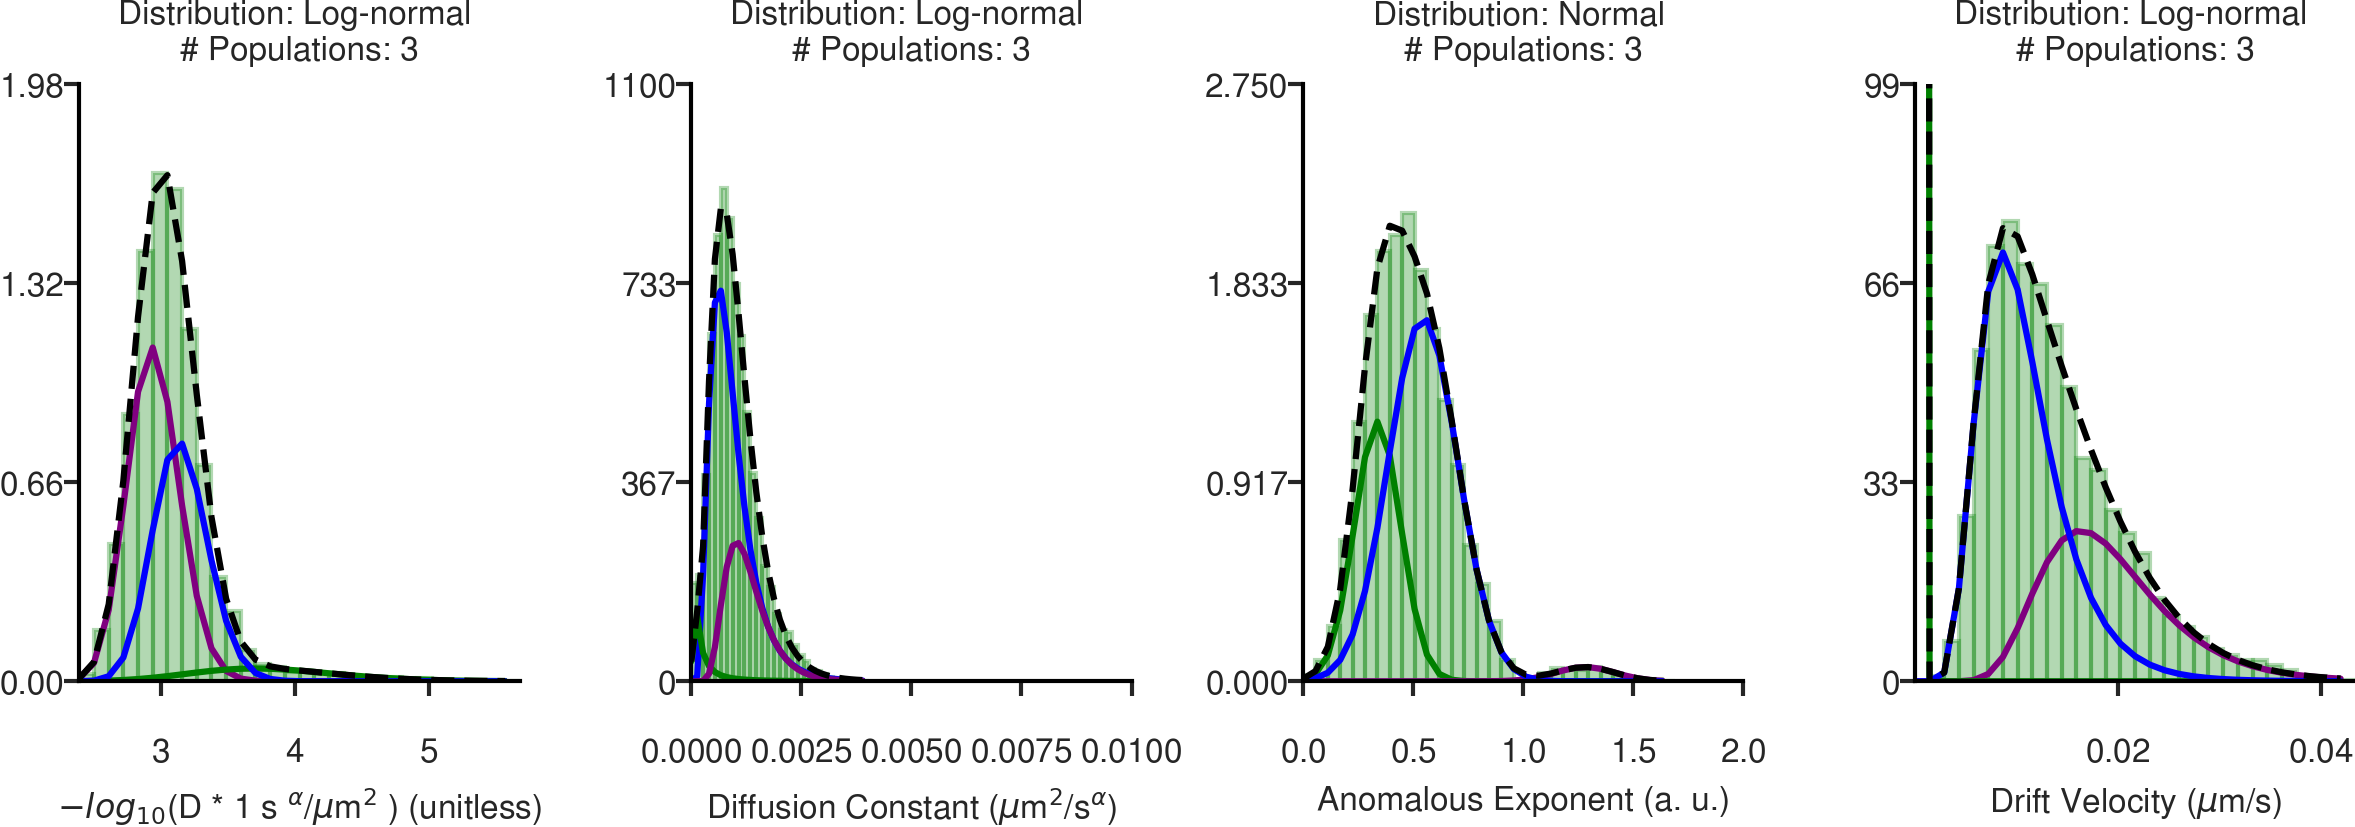 Distribution: Log-normal
# Populations: 3
1.98
1.32
0.66
0.00
3 4 5
−log₁₀(D * 1 s ᵅ/μm² ) (unitless)
Distribution: Log-normal
# Populations: 3
1100
733
367
0
0.0000 0.0025 0.0050 0.0075 0.0100
Diffusion Constant (μm²/sᵅ)
Distribution: Normal
# Populations: 3
2.750
1.833
0.917
0.000
0.0 0.5 1.0 1.5 2.0
Anomalous Exponent (a. u.)
Distribution: Log-normal
# Populations: 3
99
66
33
0
0.02 0.04
Drift Velocity (μm/s)